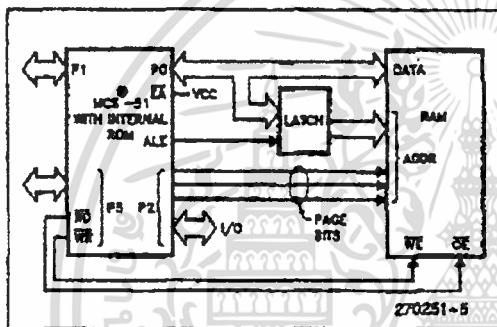 P1
P0
DATA
EA
VCC
MCS®-51
WITH INTERNAL
ROM
LATCH
RAM
ALE
ADDR
P3
P2
RD
WR
I/O
PAGE
BITS
WE
OE
270251-5